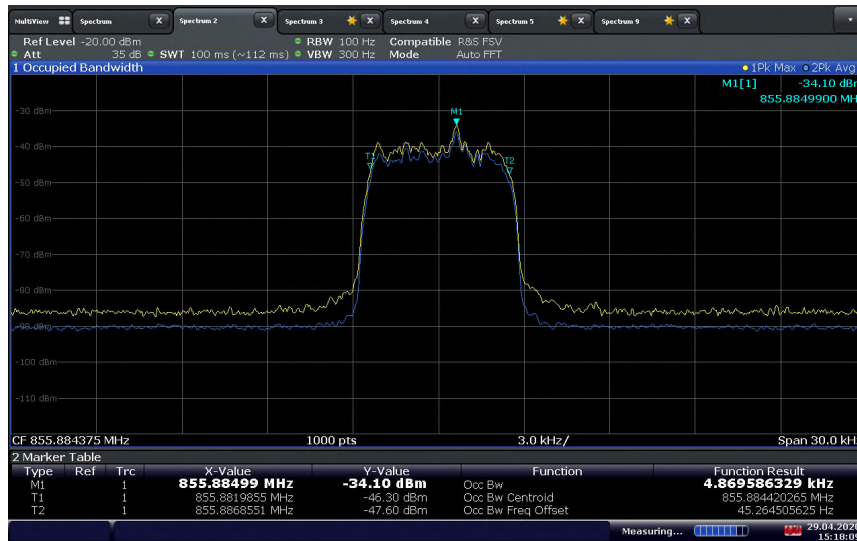 MultiView Spectrum X Spectrum 2 X Spectrum 3 X Spectrum 4 X Spectrum 5 X Spectrum 9 X
Ref Level -20.00 dBm RBW 100 Hz Compatible R&S FSV
Att 35 dB SWT 100 ms (~112 ms) VBW 300 Hz Mode Auto FFT
1 Occupied Bandwidth 1Pk Max 2Pk Avg
M1[1] -34.10 dBm
855.8849900 MH
M1
-30 dBm
-40 dBm
T1
T2
-50 dBm
-60 dBm
-70 dBm
-80 dBm
-90 dBm
-100 dBm
-110 dBm
CF 855.884375 MHz 1000 pts 3.0 kHz/ Span 30.0 kH
2 Marker Table
Type Ref Trc X-Value Y-Value Function Function Result
M1 1 855.88499 MHz -34.10 dBm Occ Bw 4.869586329 kHz
T1 1 855.8819855 MHz -46.30 dBm Occ Bw Centroid 855.884420265 MHz
T2 1 855.8868551 MHz -47.60 dBm Occ Bw Freq Offset 45.264505625 Hz
Measuring... 29.04.2020
15:18:09